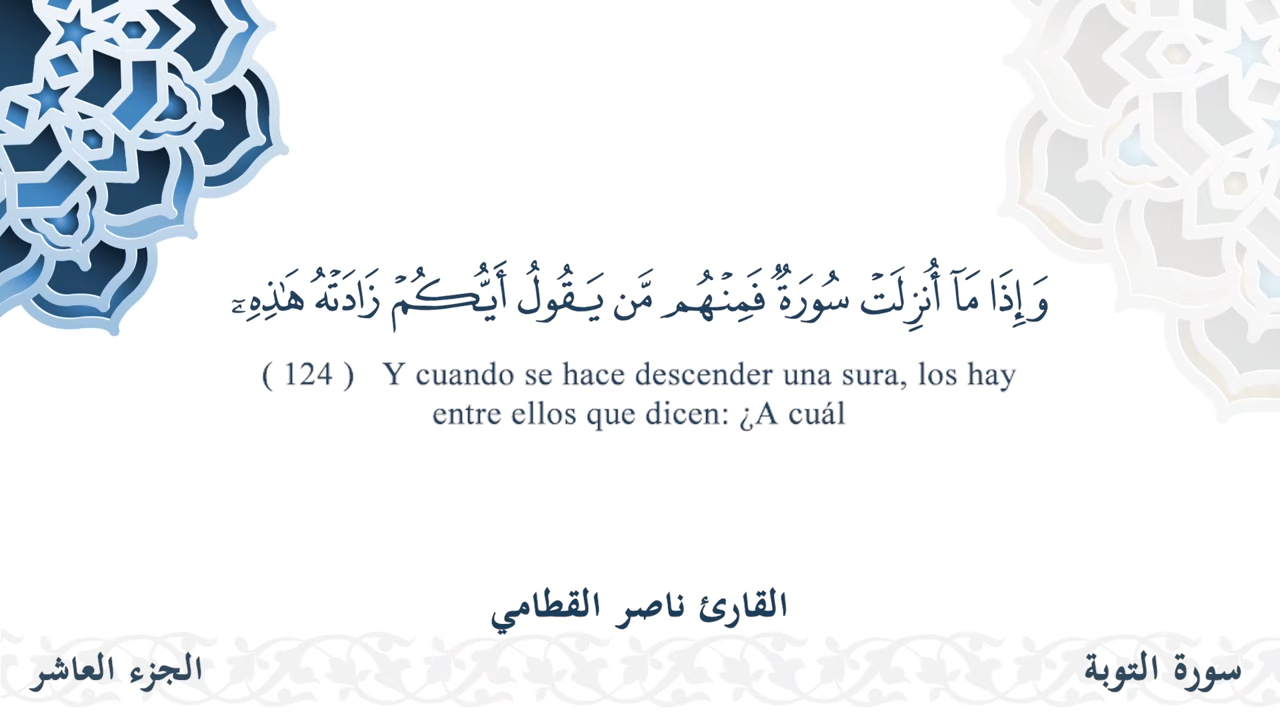 وَإِذَا مَآ أُنزِلَتۡ سُورَةٞ فَمِنۡهُم مَّن يَقُولُ أَيُّكُمۡ زَادَتۡهُ هَٰذِهِۦٓ
( 124 ) Y cuando se hace descender una sura, los hay
entre ellos que dicen: ¿A cuál
القارئ ناصر القطامي
سورة التوبة
الجزء العاشر